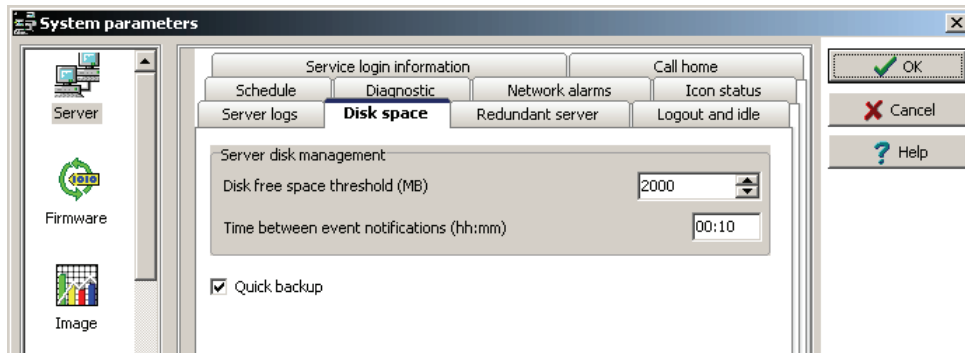 System parameters
Service login information
Call home
Schedule
Diagnostic
Network alarms
Icon status
Server logs
Disk space
Redundant server
Logout and idle
Server
Firmware
Image
Server disk management
Disk free space threshold (MB)
2000
Time between event notifications (hh:mm)
00:10
Quick backup
OK
Cancel
? Help